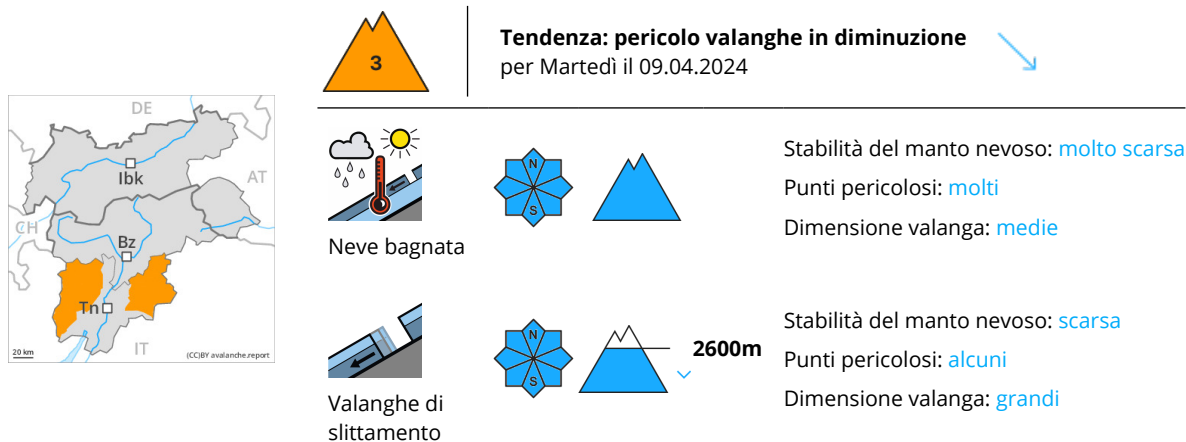 3
Tendenza: pericolo valanghe in diminuzione
per Martedì il 09.04.2024
DE
Ibk
AT
CH
Bz
Tn
IT
20 km
(CC)BY avalanche.report
Neve bagnata
N
S
Stabilità del manto nevoso: molto scarsa
Punti pericolosi: molti
Dimensione valanga: medie
Valanghe di
slittamento
N
S
2600m
Stabilità del manto nevoso: scarsa
Punti pericolosi: alcuni
Dimensione valanga: grandi